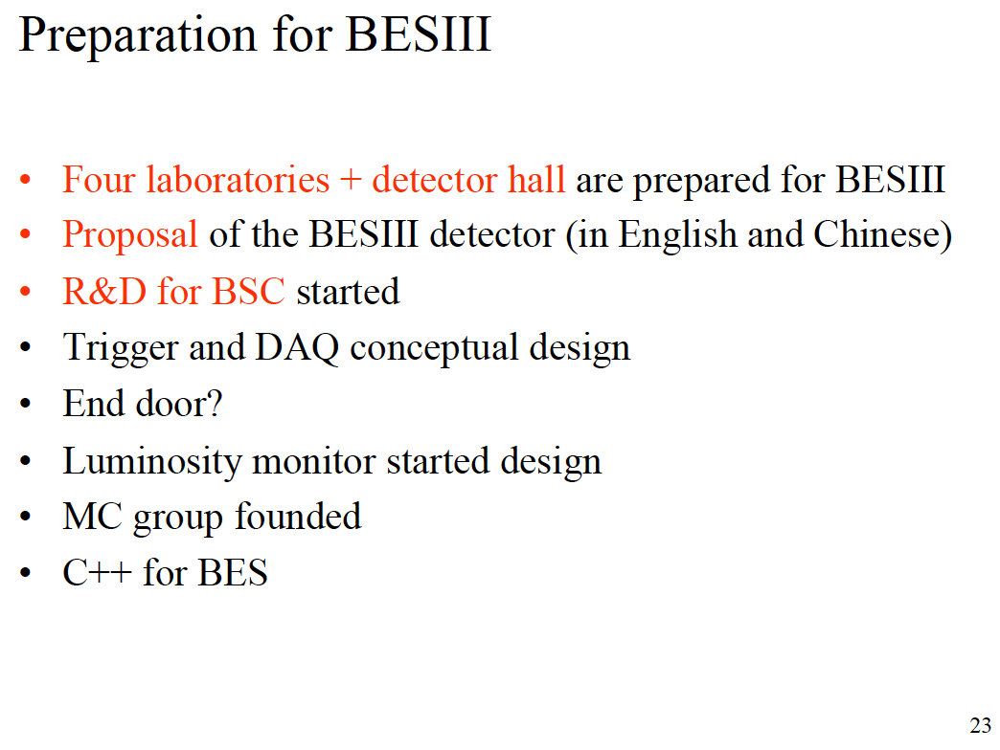 Preparation for BESIII
• Four laboratories + detector hall are prepared for BESIII
• Proposal of the BESIII detector (in English and Chinese)
• R&D for BSC started
• Trigger and DAQ conceptual design
• End door?
• Luminosity monitor started design
• MC group founded
• C++ for BES
23